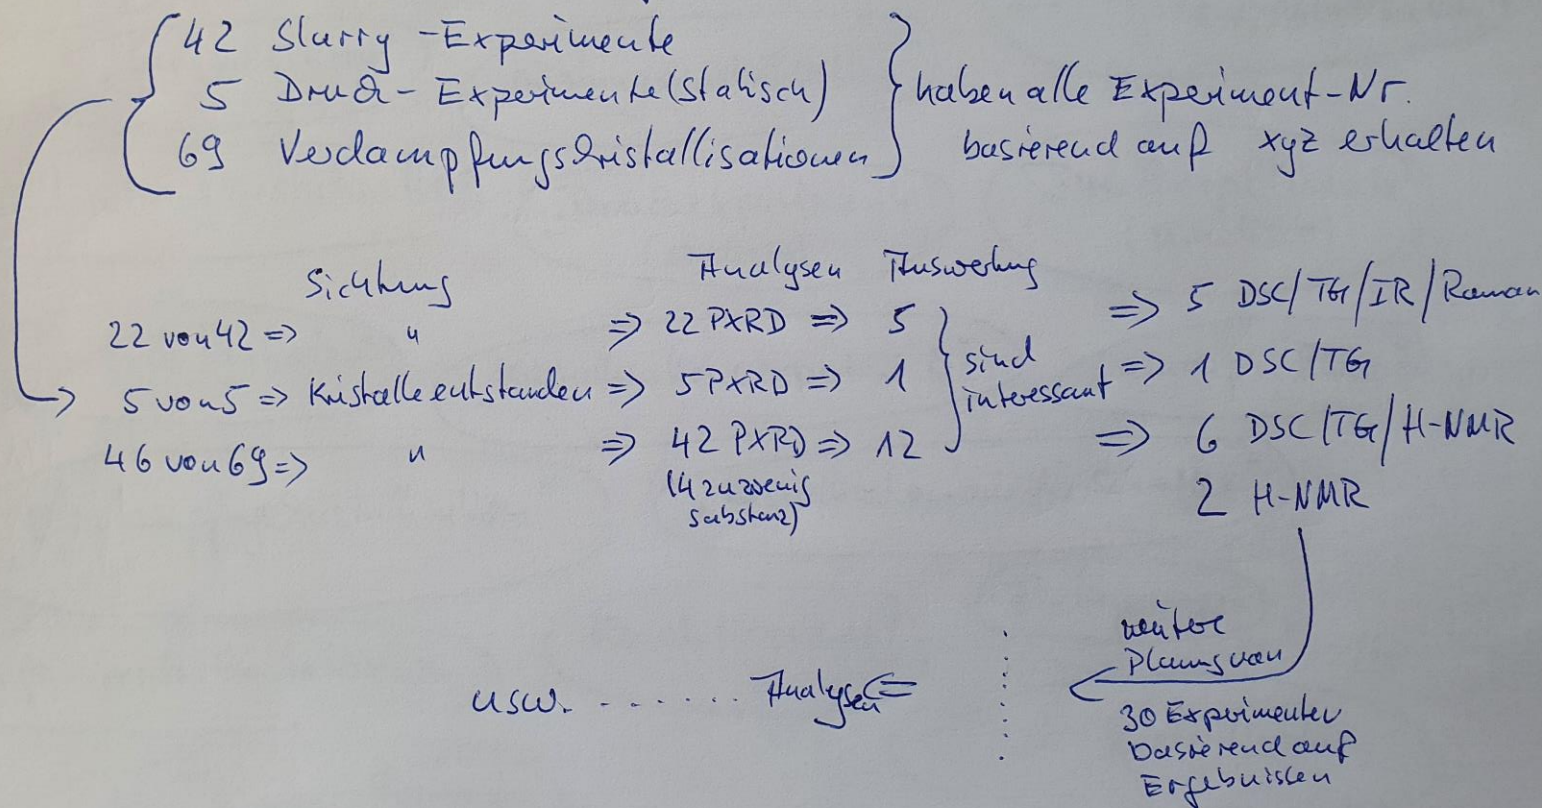 42 Slurry - Experimente
5 Druck - Experimente (Statisch)
69 Verdampfungskristallisationen
haben alle Experiment-Nr.
basierend auf xyz erhalten
Sichtung Analysen Auswertung
22 von 42 => " => 22 PXRD => 5 => 5 DSC/TG/IR/Raman
5 von 5 => Kristalle entstanden => 5 PXRD => 1 sind interessant => 1 DSC/TG
46 von 69 => " => 42 PXRD => 12 => 6 DSC/TG/H-NMR
(4 zu wenig
Substanz)
2 H-NMR
weitere
Planung von
30 Experimenten
basierend auf
Ergebnissen
usw. ....... Analysen <=